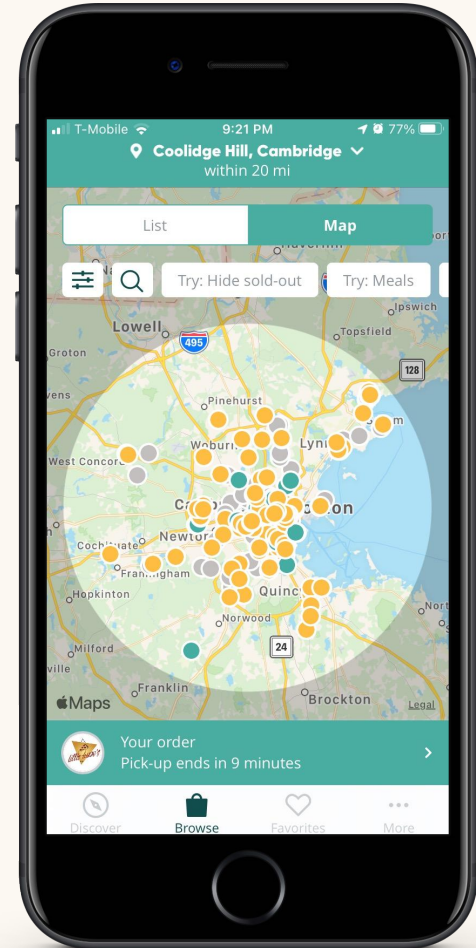 T-Mobile
9:21 PM
77%
Coolidge Hill, Cambridge
within 20 mi
List
Map
Try: Hide sold-out
Try: Meals
Ipswich
Lowell
495
Topsfield
Groton
128
Pinehurst
Woburn
Lynn
West Concord
Newton
Cochituate
Framingham
Hopkinton
Quincy
Norwood
24
Milford
Franklin
Brockton
Maps
Legal
Your order
Pick-up ends in 9 minutes
Discover
Browse
Favorites
More